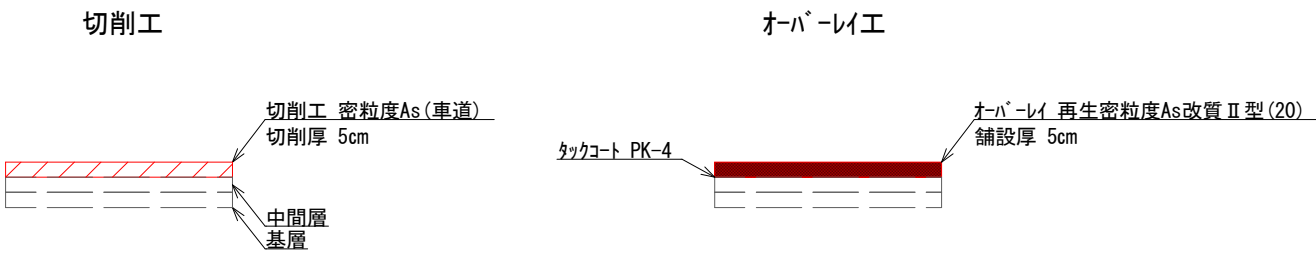 切削工
切削工 密粒度As(車道)
切削厚 5cm
中間層
基層
ｵｰﾊﾞｰﾚｲ工
ﾀｯｸｺｰﾄ PK-4
ｵｰﾊﾞｰﾚｲ 再生密粒度As改質Ⅱ型(20)
舗設厚 5cm